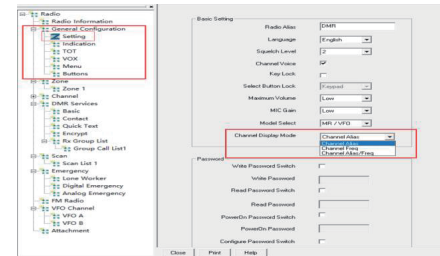 Radio
Radio Information
General Configuration
Setting
Indication
TOT
VOX
Menu
Buttons
Zone
Zone 1
Channel
DMR Services
Basic
Contact
Quick Text
Encrypt
Rx Group List
Group Call List1
Scan
Scan List 1
Emergency
Lone Worker
Digital Emergency
Analog Emergency
FM Radio
VFO Channel
VFO A
VFO B
Attachment
Basic Setting
Radio Alias DMR
Language English
Squelch Level 2
Channel Voice
Key Lock
Select Button Lock Keypad
Maximum Volume Low
MIC Gain Low
Model Select MR / VFO
Channel Display Mode Channel Alias
Channel Alias
Channel Freq
Channel Alias/Freq
Password
Write Password Switch
Write Password
Read Password Switch
Read Password
PowerOn Password Switch
PowerOn Password
Configure Password Switch
Close Print Help